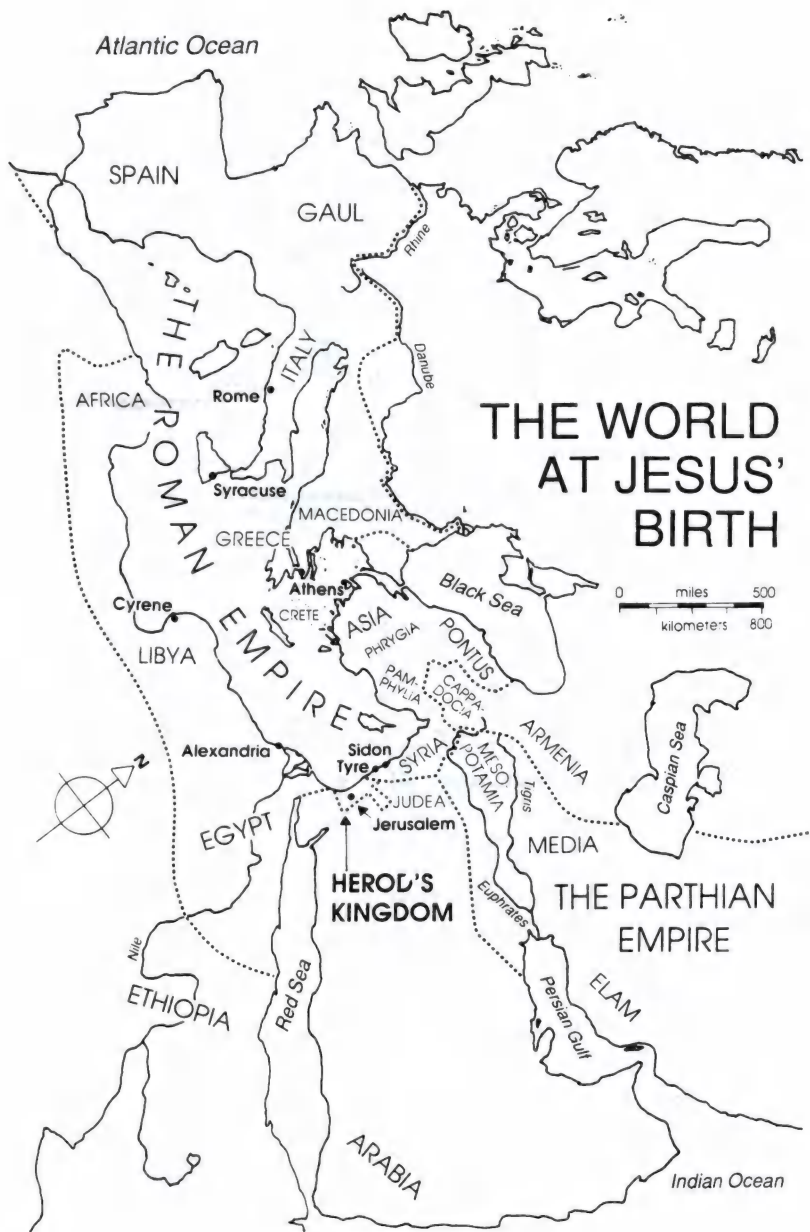 Atlantic Ocean
SPAIN
GAUL
Rhine
THE ROMAN EMPIRE
ITALY
Danube
AFRICA
Rome
THE WORLD
AT JESUS'
BIRTH
Syracuse
MACEDONIA
GREECE
Athens
Black Sea
0 miles 500
kilometers 800
Cyrene
CRETE
ASIA
PHRYGIA
PONTUS
LIBYA
PAM-
PHYLIA
CAPPA-
DOCIA
ARMENIA
Caspian Sea
Alexandria
Sidon
Tyre
SYRIA
MESO-
POTAMIA
Tigris
N
JUDEA
EGYPT
Jerusalem
MEDIA
HEROD'S
KINGDOM
THE PARTHIAN
EMPIRE
Euphrates
Nile
Red Sea
ETHIOPIA
Persian Gulf
ELAM
ARABIA
Indian Ocean